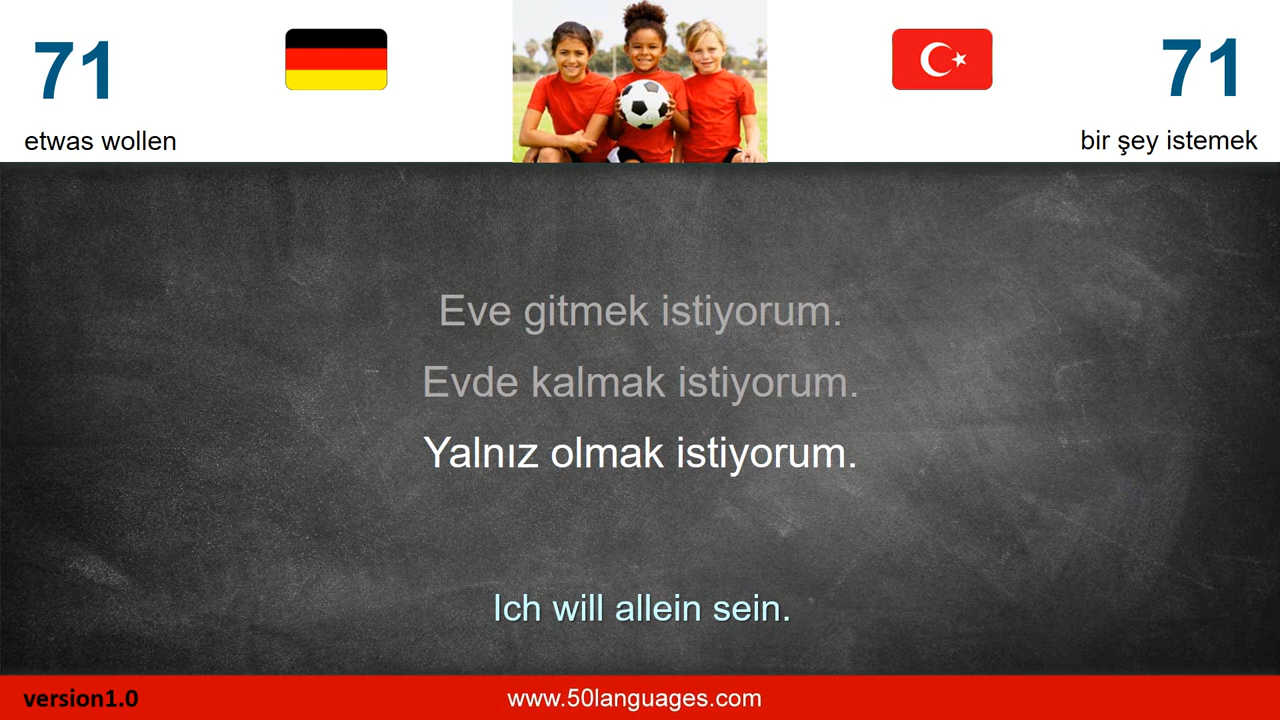 71
71
etwas wollen
bir şey istemek
Eve gitmek istiyorum.
Evde kalmak istiyorum.
Yalnız olmak istiyorum.
Ich will allein sein.
version1.0
www.50languages.com